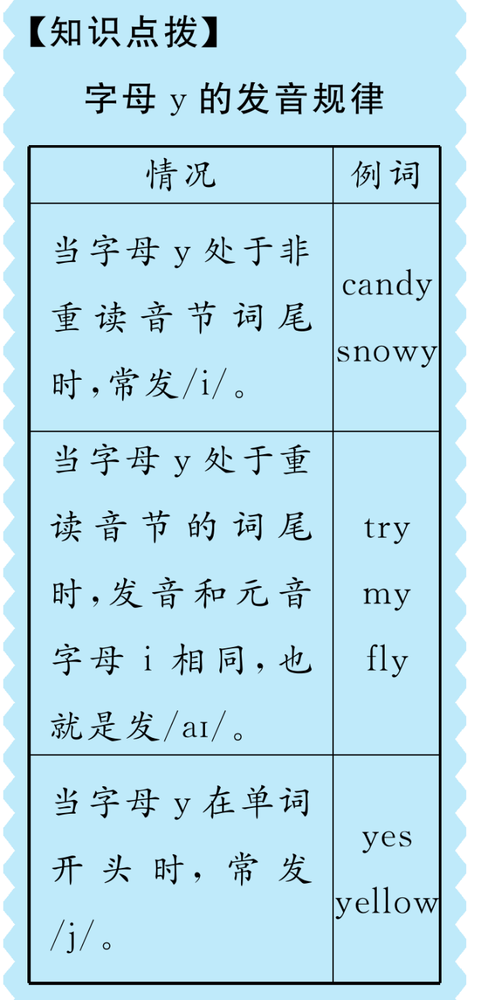 【知识点拨】
字母 y 的发音规律
情况
例词
当字母 y 处于非
重读音节词尾
时,常发/i/。
candy
snowy
当字母 y 处于重
读音节的词尾
时,发音和元音
字母 i 相同,也
就是发/aɪ/。
try
my
fly
当字母 y 在单词
开头时,常发
/j/。
yes
yellow